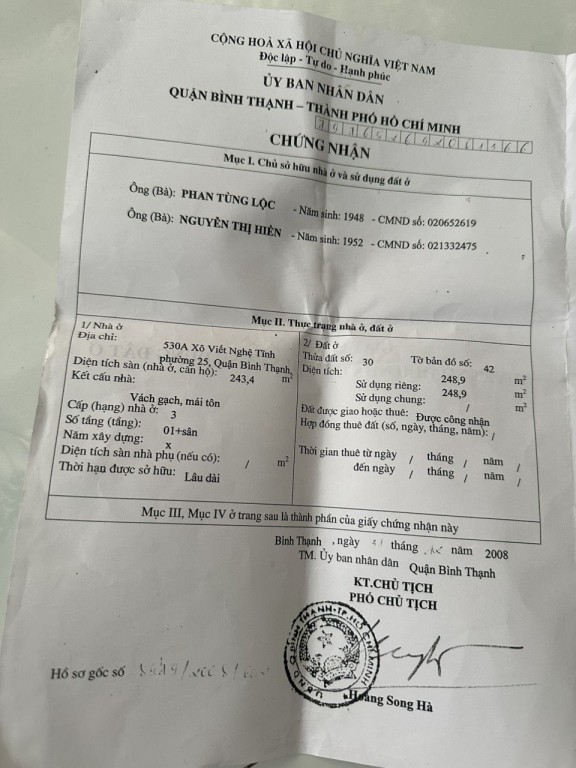 CỘNG HOÀ XÃ HỘI CHỦ NGHĨA VIỆT NAM
Độc lập - Tự do - Hạnh phúc
ỦY BAN NHÂN DÂN
QUẬN BÌNH THẠNH – THÀNH PHỐ HỒ CHÍ MINH
CHỨNG NHẬN
Mục I. Chủ sở hữu nhà ở và sử dụng đất ở
Ông (Bà): PHAN TÙNG LỘC - Năm sinh: 1948 - CMND số: 020652619
Ông (Bà): NGUYỄN THỊ HIỀN - Năm sinh: 1952 - CMND số: 021332475
Mục II. Thực trạng nhà ở, đất ở
1/ Nhà ở
Địa chỉ:
530A Xô Viết Nghệ Tĩnh
phường 25, Quận Bình Thạnh,
Diện tích sàn (nhà ở, căn hộ): 243,4 m²
Kết cấu nhà:
Vách gạch, mái tôn
Cấp (hạng) nhà ở: 3
Số tầng (tầng): 01+sân
Năm xây dựng: x
Diện tích sàn nhà phụ (nếu có): / m²
Thời hạn được sở hữu: Lâu dài
2/ Đất ở
Thửa đất số: 30 Tờ bản đồ số: 42
Diện tích: 248,9 m²
Sử dụng riêng: 248,9 m²
Sử dụng chung: / m²
Đất được giao hoặc thuê: Được công nhận
Hợp đồng thuê đất (số, ngày, tháng, năm): /
Thời gian thuê từ ngày / tháng / năm /
đến ngày / tháng / năm /
Mục III, Mục IV ở trang sau là thành phần của giấy chứng nhận này
Bình Thạnh , ngày tháng năm 2008
TM. Ủy ban nhân dân Quận Bình Thạnh
KT.CHỦ TỊCH
PHÓ CHỦ TỊCH
Hồ sơ gốc số
Hoàng Song Hà